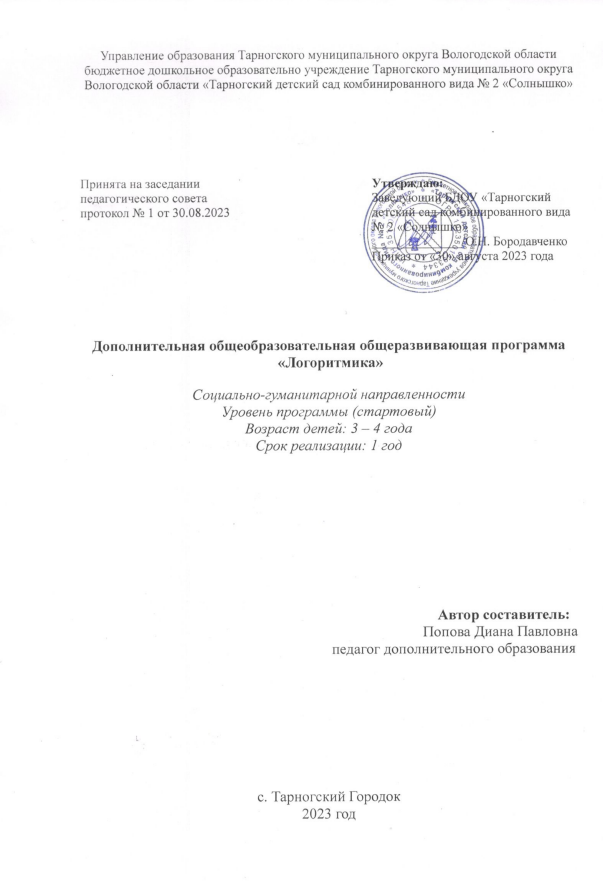 Управление образования Тарногского муниципального округа Вологодской области
бюджетное дошкольное образовательно учреждение Тарногского муниципального округа
Вологодской области «Тарногский детский сад комбинированного вида № 2 «Солнышко»
Принята на заседании
педагогического совета
протокол № 1 от 30.08.2023
Утверждаю:
Заведующий БДОУ «Тарногский
детский сад комбинированного вида
№ 2 «Солнышко»
О.Н. Бородавченко
Приказ от «30» августа 2023 года
Дополнительная общеобразовательная общеразвивающая программа
«Логоритмика»
Социально-гуманитарной направленности
Уровень программы (стартовый)
Возраст детей: 3 – 4 года
Срок реализации: 1 год
Автор составитель:
Попова Диана Павловна
педагог дополнительного образования
с. Тарногский Городок
2023 год